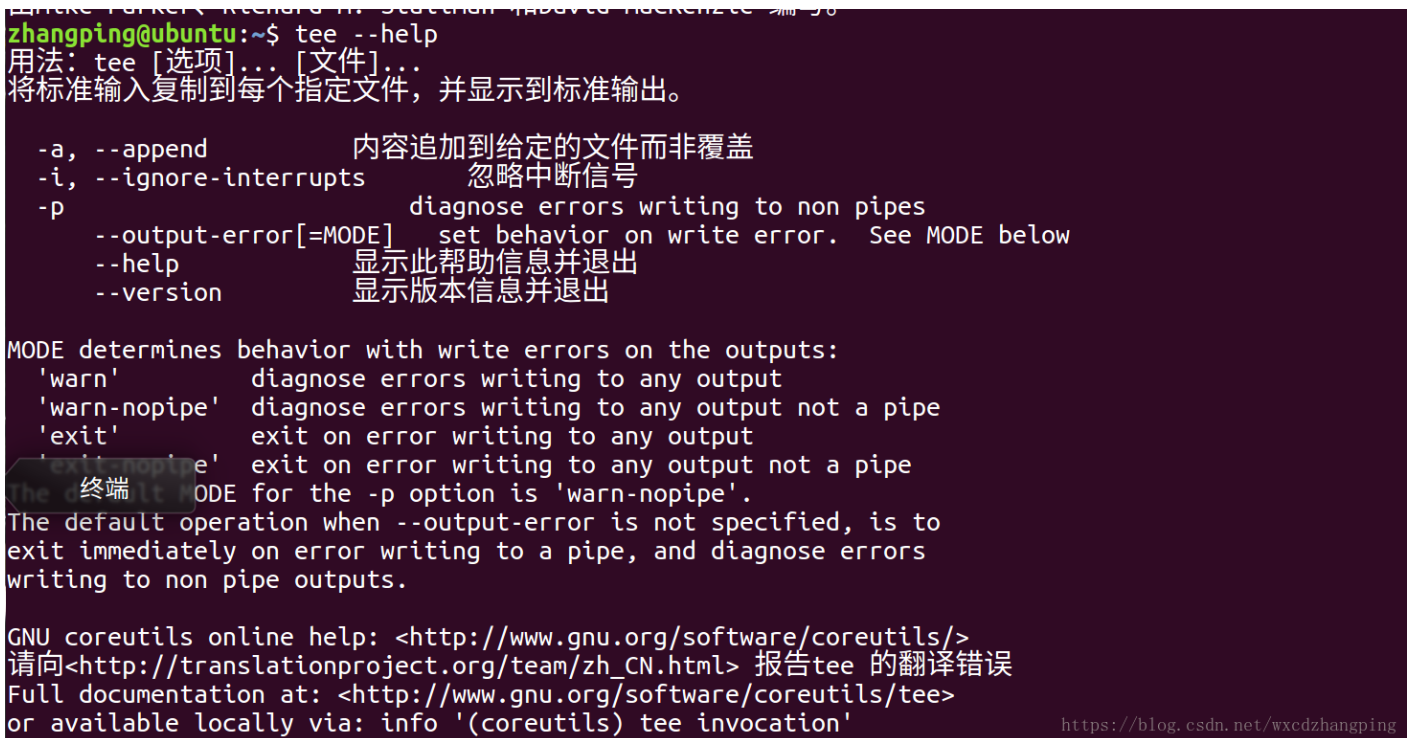 zhangping@ubuntu:~$ tee --help
用法：tee [选项]... [文件]...
将标准输入复制到每个指定文件，并显示到标准输出。
-a, --append 内容追加到给定的文件而非覆盖
-i, --ignore-interrupts 忽略中断信号
-p diagnose errors writing to non pipes
--output-error[=MODE] set behavior on write error. See MODE below
--help 显示此帮助信息并退出
--version 显示版本信息并退出
MODE determines behavior with write errors on the outputs:
'warn' diagnose errors writing to any output
'warn-nopipe' diagnose errors writing to any output not a pipe
'exit' exit on error writing to any output
'exit-nopipe' exit on error writing to any output not a pipe
终端
The default MODE for the -p option is 'warn-nopipe'.
The default operation when --output-error is not specified, is to
exit immediately on error writing to a pipe, and diagnose errors
writing to non pipe outputs.
GNU coreutils online help: <http://www.gnu.org/software/coreutils/>
请向<http://translationproject.org/team/zh_CN.html> 报告tee 的翻译错误
Full documentation at: <http://www.gnu.org/software/coreutils/tee>
or available locally via: info '(coreutils) tee invocation'
https://blog.csdn.net/wxcdzhangping